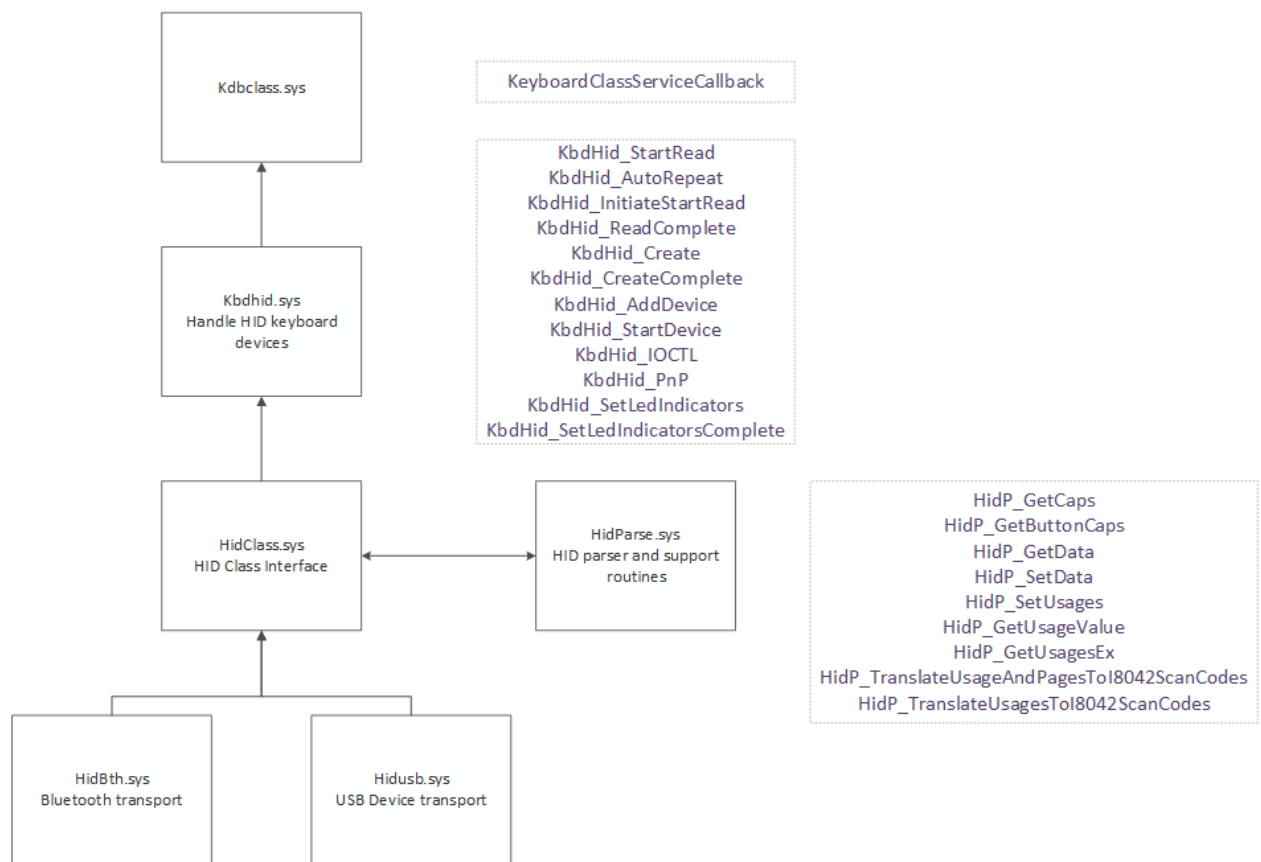 Kdbclass.sys
KeyboardClassServiceCallback
KbdHid_StartRead
KbdHid_AutoRepeat
KbdHid_InitiateStartRead
KbdHid_ReadComplete
KbdHid_Create
KbdHid_CreateComplete
KbdHid_AddDevice
KbdHid_StartDevice
KbdHid_IOCTL
KbdHid_PnP
KbdHid_SetLedIndicators
KbdHid_SetLedIndicatorsComplete
Kbdhid.sys
Handle HID keyboard
devices
HidClass.sys
HID Class Interface
HidParse.sys
HID parser and support
routines
HidP_GetCaps
HidP_GetButtonCaps
HidP_GetData
HidP_SetData
HidP_SetUsages
HidP_GetUsageValue
HidP_GetUsagesEx
HidP_TranslateUsageAndPagesToI8042ScanCodes
HidP_TranslateUsagesToI8042ScanCodes
HidBth.sys
Bluetooth transport
Hidusb.sys
USB Device transport